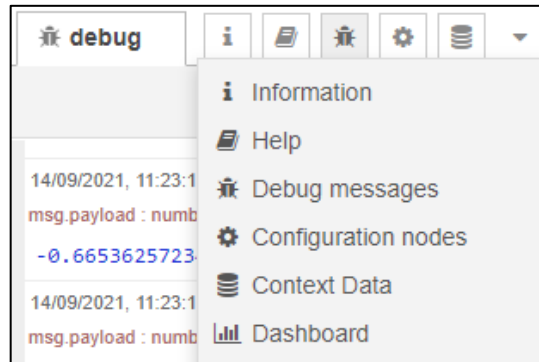 debug
i
i Information
Help
14/09/2021, 11:23:1
Debug messages
msg.payload : numb
Configuration nodes
-0.6653625723
Context Data
14/09/2021, 11:23:1
msg.payload : numb
Dashboard